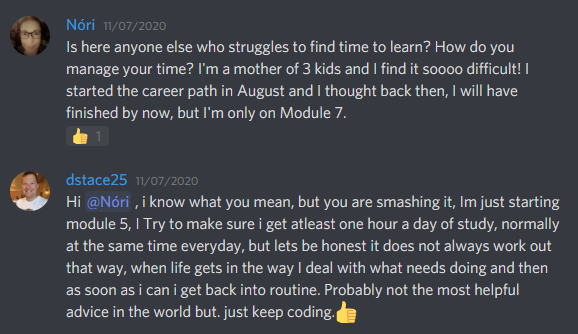 Nóri 11/07/2020
Is here anyone else who struggles to find time to learn? How do you
manage your time? I'm a mother of 3 kids and I find it soooo difficult! I
started the career path in August and I thought back then, I will have
finished by now, but I'm only on Module 7.
👍 1
dstace25 11/07/2020
Hi @Nóri , i know what you mean, but you are smashing it, Im just starting
module 5, I Try to make sure i get atleast one hour a day of study, normally
at the same time everyday, but lets be honest it does not always work out
that way, when life gets in the way I deal with what needs doing and then
as soon as i can i get back into routine. Probably not the most helpful
advice in the world but. just keep coding.👍